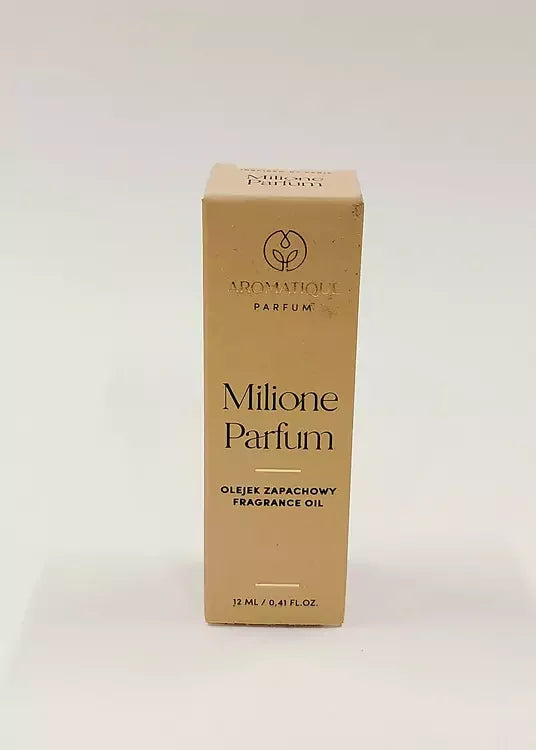 Milione
Parfum
AROMATIQUE
PARFUM
Milione
Parfum
OLEJEK ZAPACHOWY
FRAGRANCE OIL
12 ML / 0,41 FL.OZ.